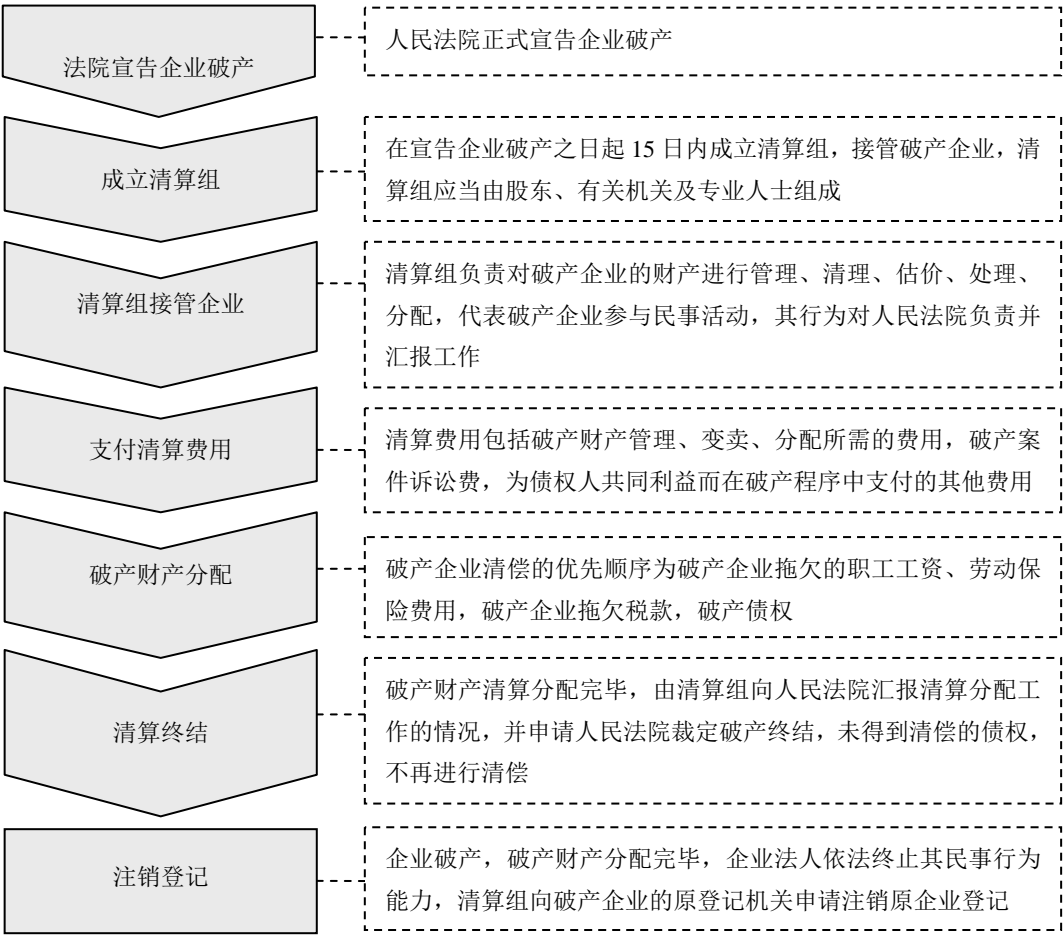 法院宣告企业破产
人民法院正式宣告企业破产
成立清算组
在宣告企业破产之日起 15 日内成立清算组，接管破产企业，清
算组应当由股东、有关机关及专业人士组成
清算组接管企业
清算组负责对破产企业的财产进行管理、清理、估价、处理、
分配，代表破产企业参与民事活动，其行为对人民法院负责并
汇报工作
支付清算费用
清算费用包括破产财产管理、变卖、分配所需的费用，破产案
件诉讼费，为债权人共同利益而在破产程序中支付的其他费用
破产财产分配
破产企业清偿的优先顺序为破产企业拖欠的职工工资、劳动保
险费用，破产企业拖欠税款，破产债权
清算终结
破产财产清算分配完毕，由清算组向人民法院汇报清算分配工
作的情况，并申请人民法院裁定破产终结，未得到清偿的债权，
不再进行清偿
注销登记
企业破产，破产财产分配完毕，企业法人依法终止其民事行为
能力，清算组向破产企业的原登记机关申请注销原企业登记